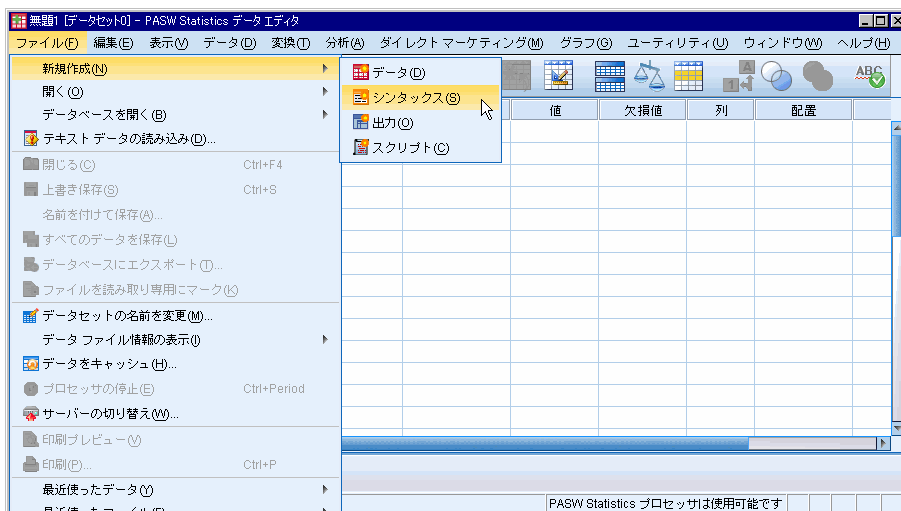 無題1 [データセット0] - PASW Statistics データ エディタ
ファイル(F) 編集(E) 表示(V) データ(D) 変換(T) 分析(A) ダイレクト マーケティング(M) グラフ(G) ユーティリティ(U) ウィンドウ(W) ヘルプ(H)
新規作成(N)
開く(O)
データベースを開く(B)
テキスト データの読み込み(D)...
閉じる(C) Ctrl+F4
上書き保存(S) Ctrl+S
名前を付けて保存(A)...
すべてのデータを保存(L)
データベースにエクスポート(T)...
ファイルを読み取り専用にマーク(K)
データセットの名前を変更(M)...
データ ファイル情報の表示(I)
データをキャッシュ(H)...
プロセッサの停止(E) Ctrl+Period
サーバーの切り替え(W)...
印刷プレビュー(V)
印刷(P)... Ctrl+P
最近使ったデータ(Y)
最近使ったファイル(F)
データ(D)
シンタックス(S)
出力(O)
スクリプト(C)
A
1
ABC
値 欠損値 列 配置
PASW Statistics プロセッサは使用可能です